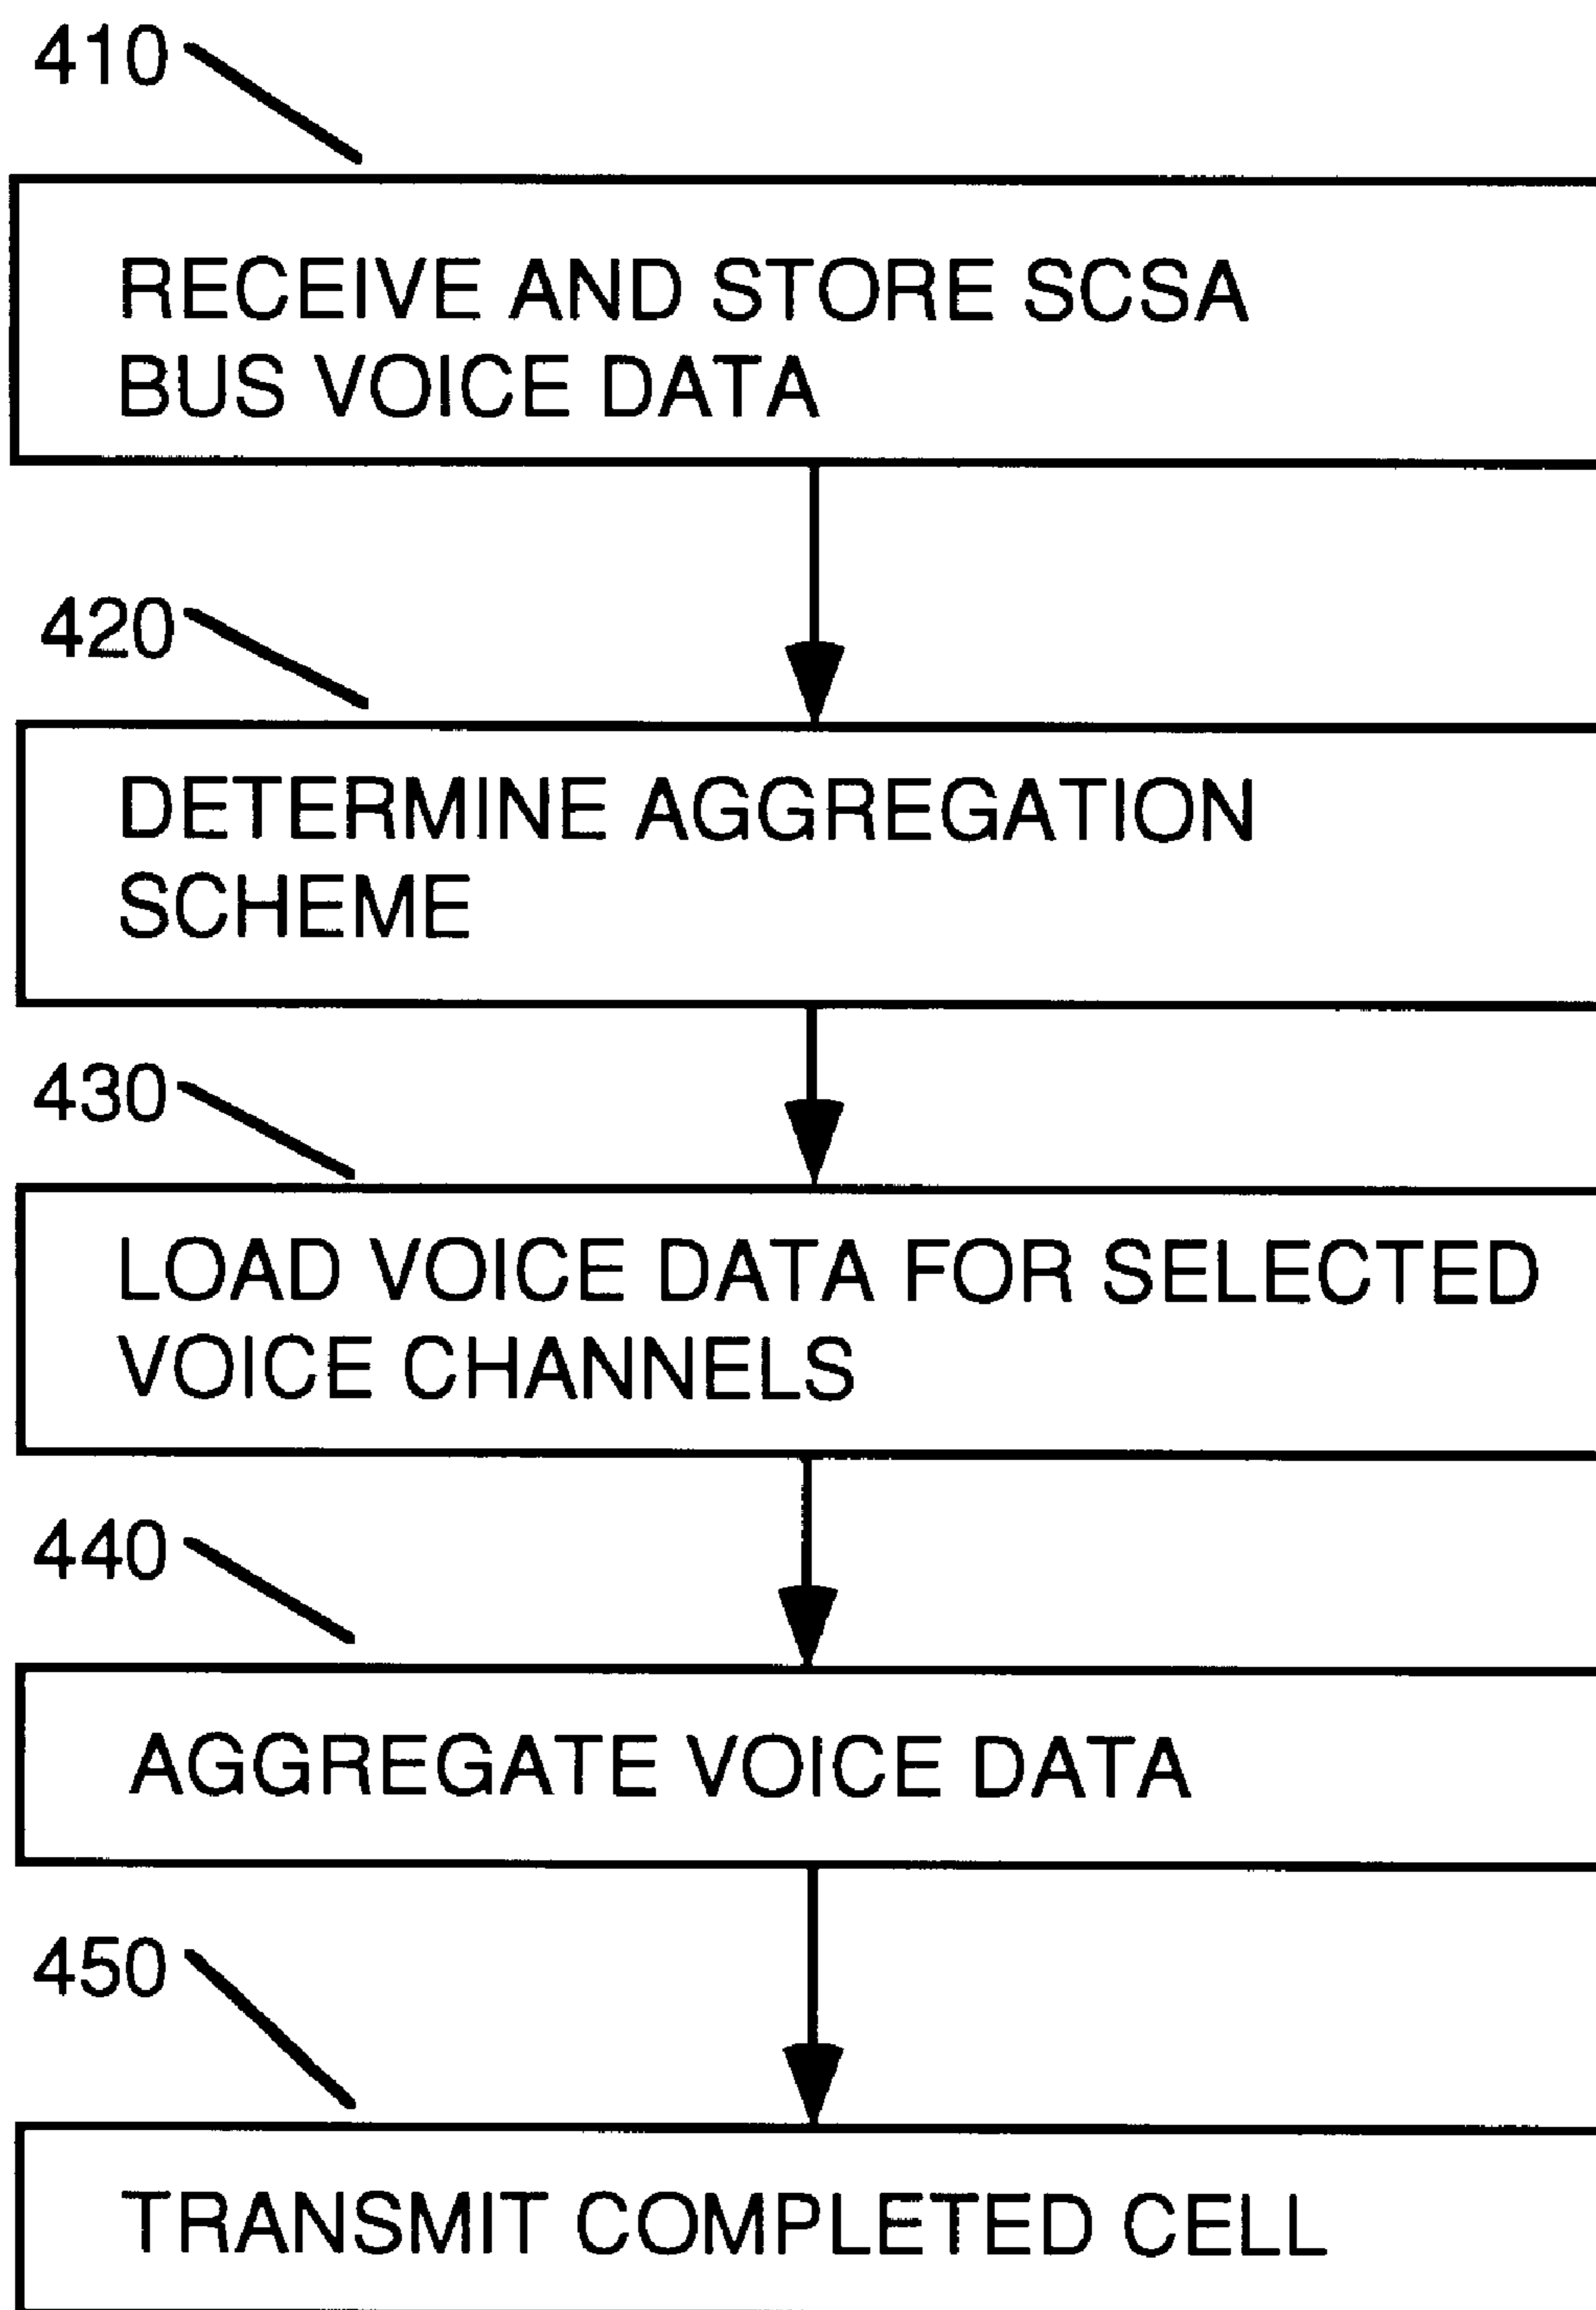 410
RECEIVE AND STORE SCSA
BUS VOICE DATA
420
DETERMINE AGGREGATION
SCHEME
430
LOAD VOICE DATA FOR SELECTED
VOICE CHANNELS
440
AGGREGATE VOICE DATA
450
TRANSMIT COMPLETED CELL